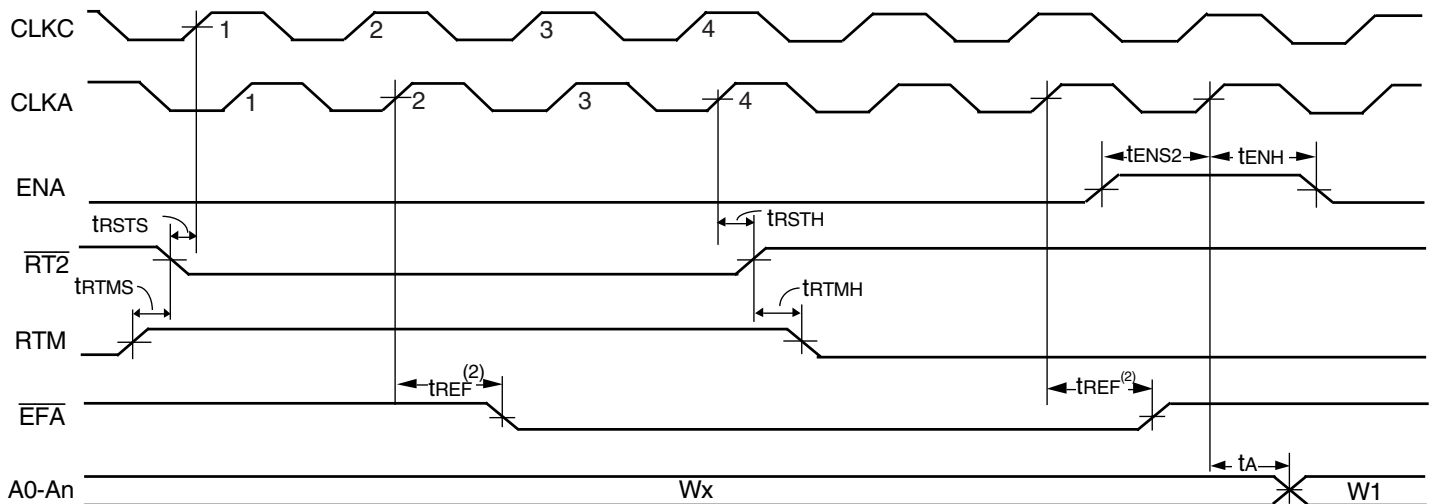 CLKC 1 2 3 4
CLKA 1 2 3 4
tENS2 tENH
ENA
tRSTS tRSTH
RT2
tRTMS tRTMH
RTM
tREF(2) tREF(2)
EFA
tA
A0-An Wx W1